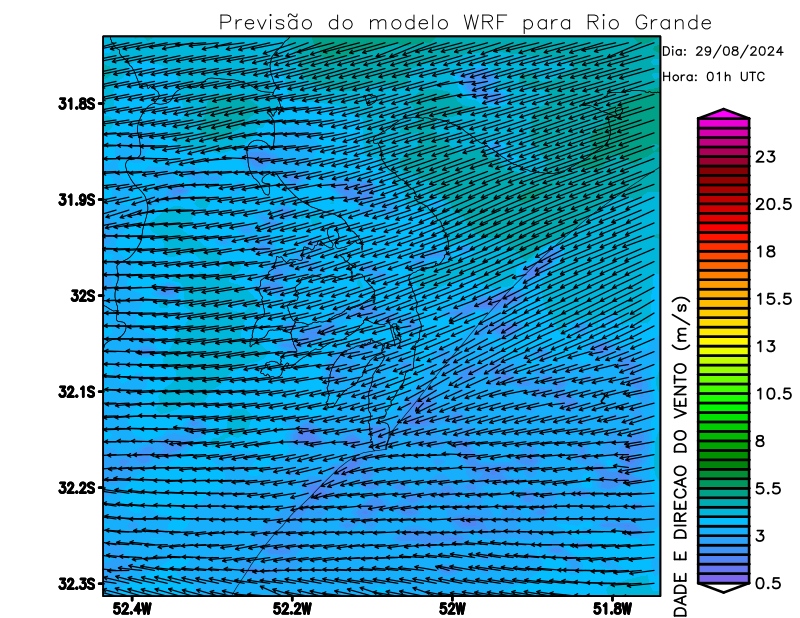 Previsão do modelo WRF para Rio Grande
Dia: 29/08/2024
Hora: 01h UTC
31.8S
31.9S
32S
32.1S
32.2S
32.3S
52.4W
52.2W
52W
51.8W
23
20.5
18
15.5
13
10.5
8
5.5
3
0.5
DADE E DIRECAO DO VENTO (m/s)